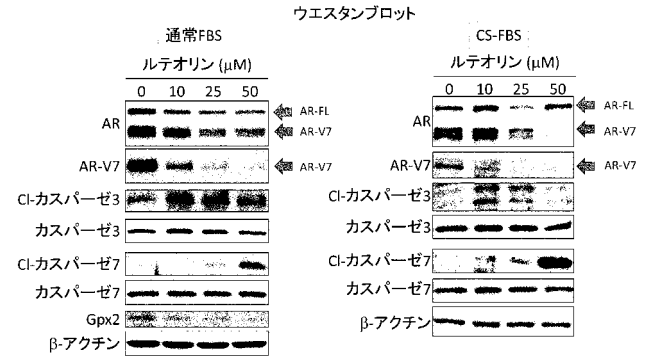 ウエスタンブロット
通常FBS
ルテオリン (μM)
0 10 25 50
AR
AR-FL
AR-V7
AR-V7
AR-V7
Cl-カスパーゼ3
カスパーゼ3
Cl-カスパーゼ7
カスパーゼ7
Gpx2
β-アクチン
CS-FBS
ルテオリン (μM)
0 10 25 50
AR
AR-FL
AR-V7
AR-V7
AR-V7
Cl-カスパーゼ3
カスパーゼ3
Cl-カスパーゼ7
カスパーゼ7
β-アクチン